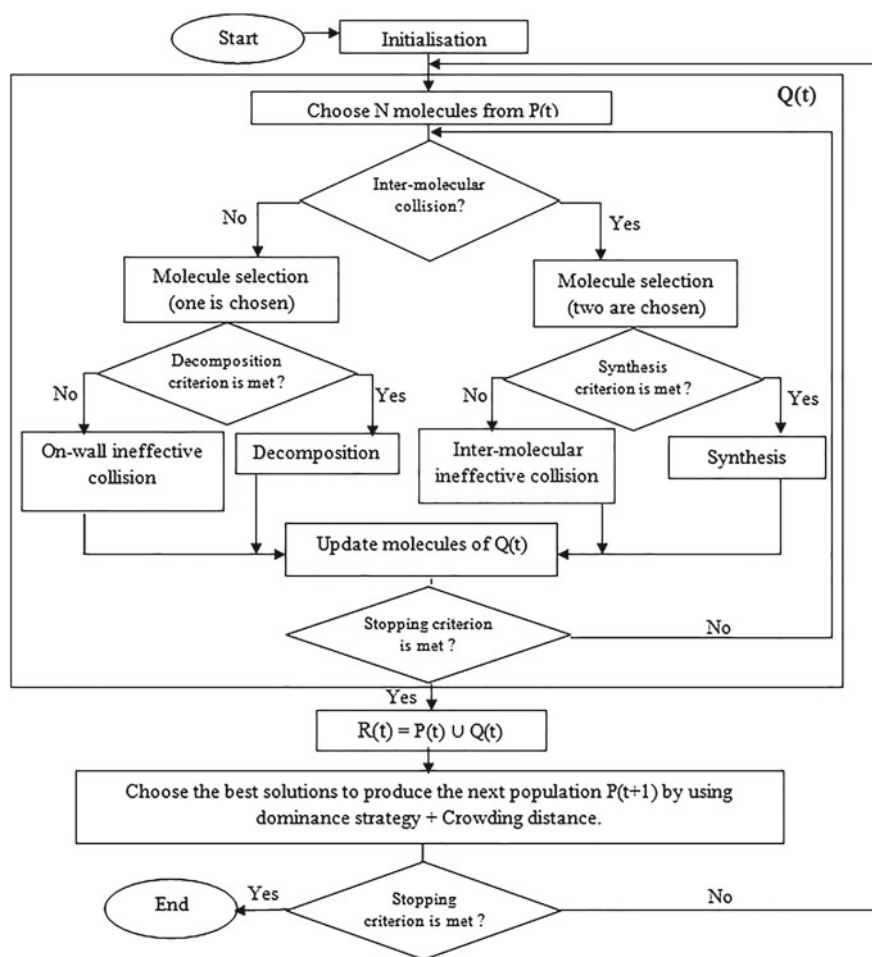 Start
Initialisation
Q(t)
Choose N molecules from P(t)
Inter-molecular
collision?
No
Yes
Molecule selection
(one is chosen)
Molecule selection
(two are chosen)
Decomposition
criterion is met ?
Synthesis
criterion is met ?
No
Yes
No
Yes
On-wall ineffective
collision
Decomposition
Inter-molecular
ineffective collision
Synthesis
Update molecules of Q(t)
Stopping criterion
is met ?
No
Yes
R(t) = P(t) ∪ Q(t)
Choose the best solutions to produce the next population P(t+1) by using
dominance strategy + Crowding distance.
End
Yes
Stopping
criterion is met ?
No